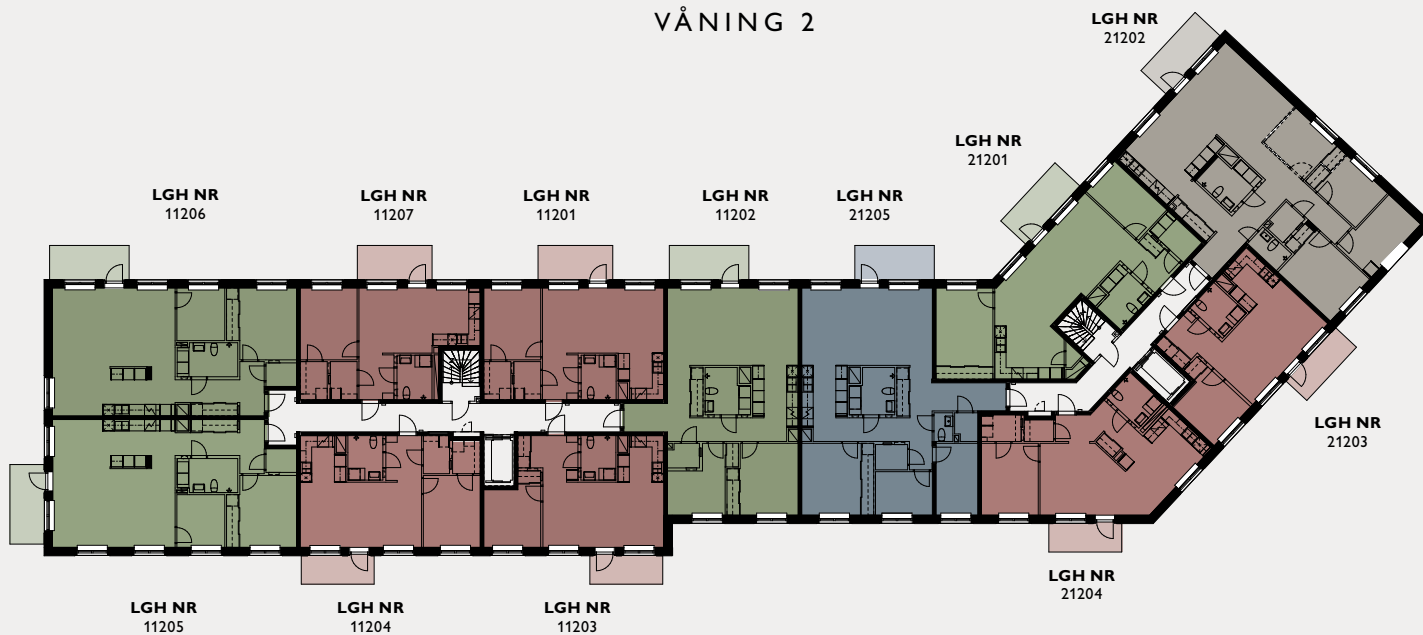 VÅNING 2
LGH NR
21202
LGH NR
21201
LGH NR
11206
LGH NR
11207
LGH NR
11201
LGH NR
11202
LGH NR
21205
LGH NR
21203
LGH NR
21204
LGH NR
11205
LGH NR
11204
LGH NR
11203